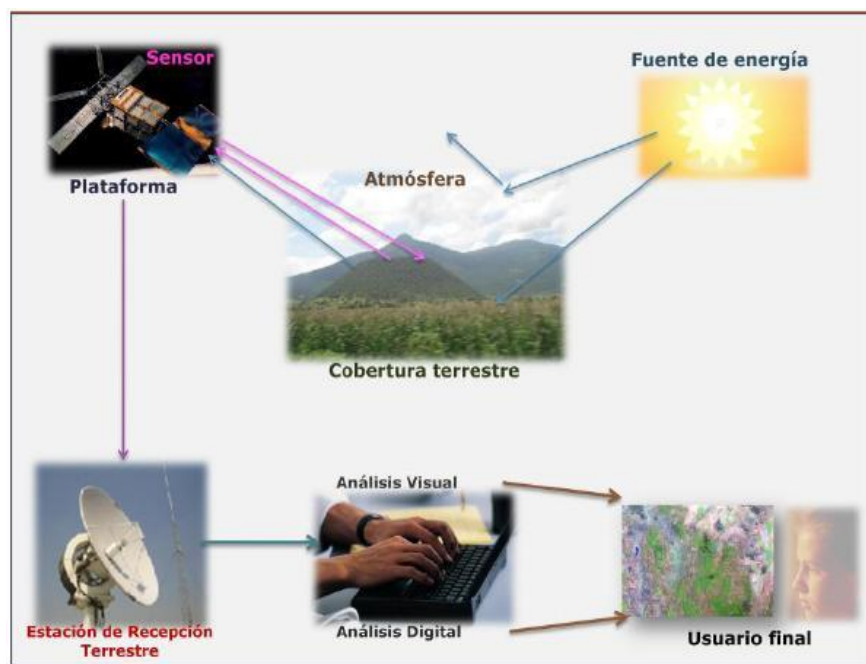 Sensor
Fuente de energía
Plataforma
Atmósfera
Cobertura terrestre
Análisis Visual
Estación de Recepción
Terrestre
Análisis Digital
Usuario final